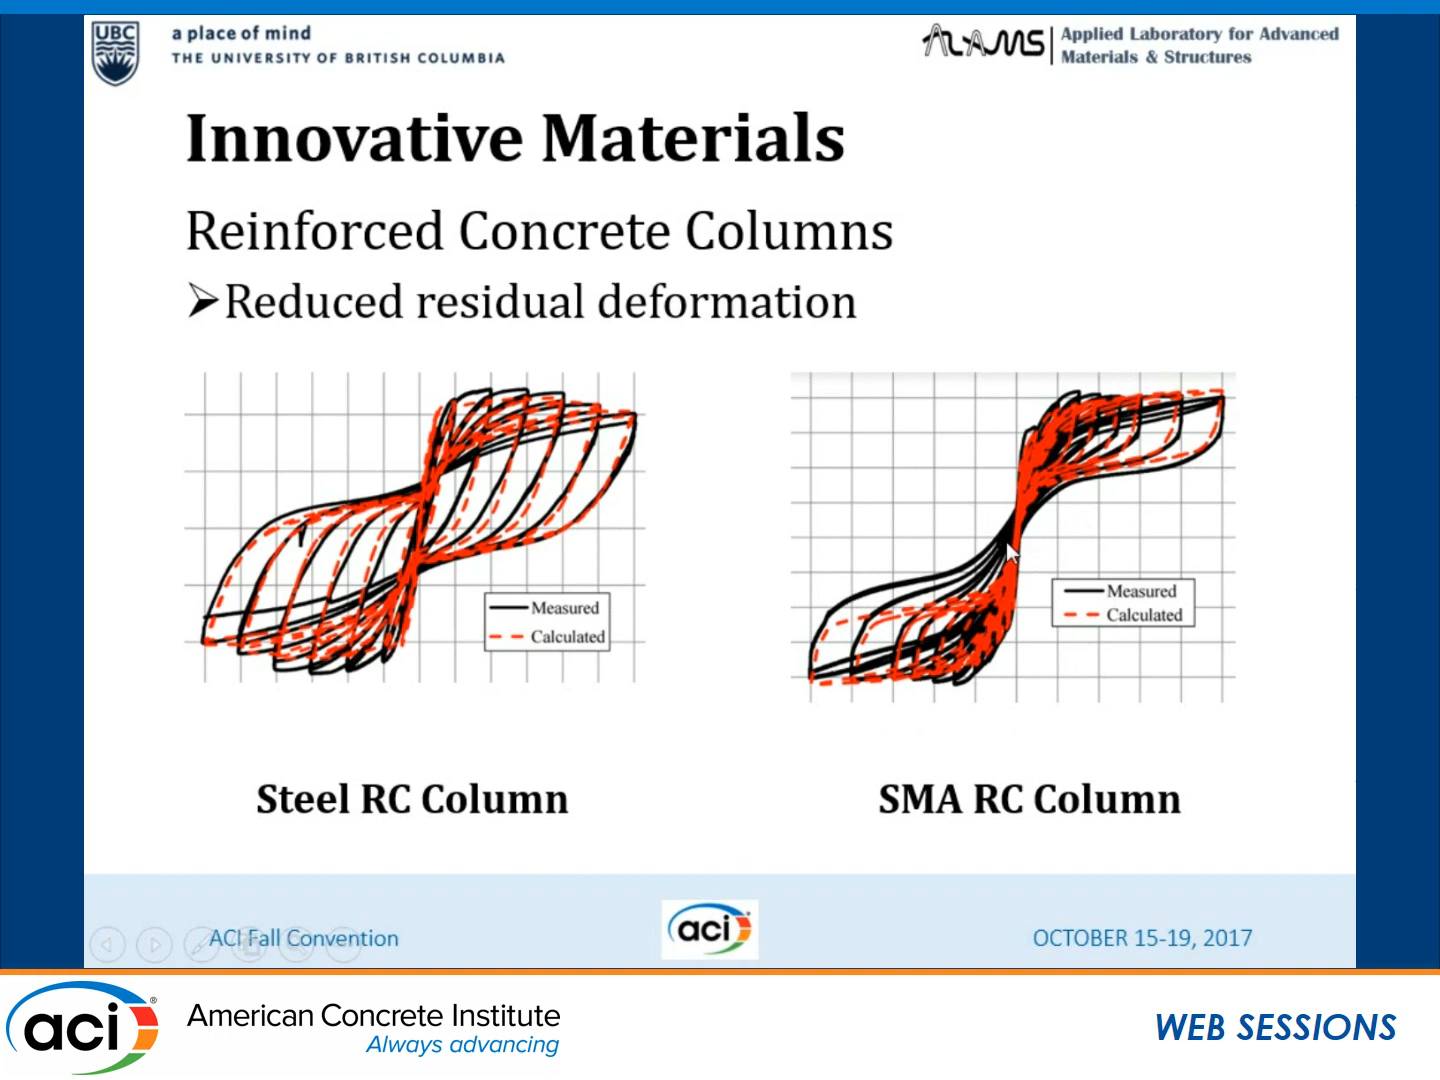 UBC
a place of mind
THE UNIVERSITY OF BRITISH COLUMBIA
ALAMS
Applied Laboratory for Advanced
Materials & Structures
Innovative Materials
Reinforced Concrete Columns
➢Reduced residual deformation
Measured
Calculated
Measured
Calculated
Steel RC Column
SMA RC Column
ACI Fall Convention
aci
OCTOBER 15-19, 2017
aci®
American Concrete Institute
Always advancing
WEB SESSIONS